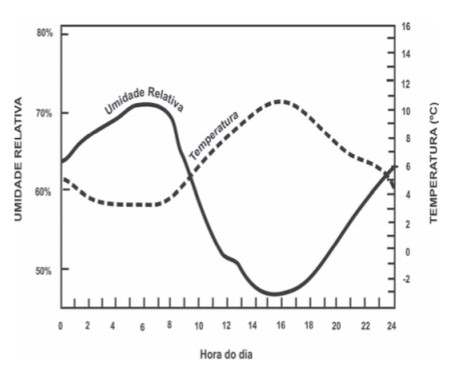 80%
70%
60%
50%
UMIDADE RELATIVA
Umidade Relativa
Temperatura
16
14
12
10
8
6
4
2
0
-2
TEMPERATURA (°C)
0 2 4 6 8 10 12 14 16 18 20 22 24
Hora do dia